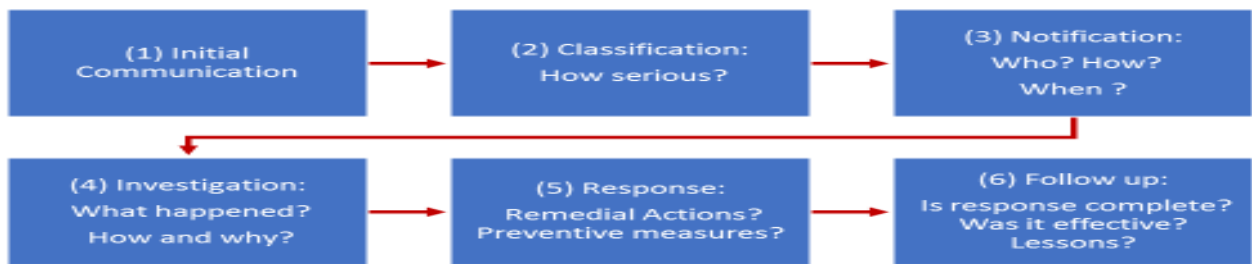 (1) Initial
Communication
(2) Classification:
How serious?
(3) Notification:
Who? How?
When ?
(4) Investigation:
What happened?
How and why?
(5) Response:
Remedial Actions?
Preventive measures?
(6) Follow up:
Is response complete?
Was it effective?
Lessons?